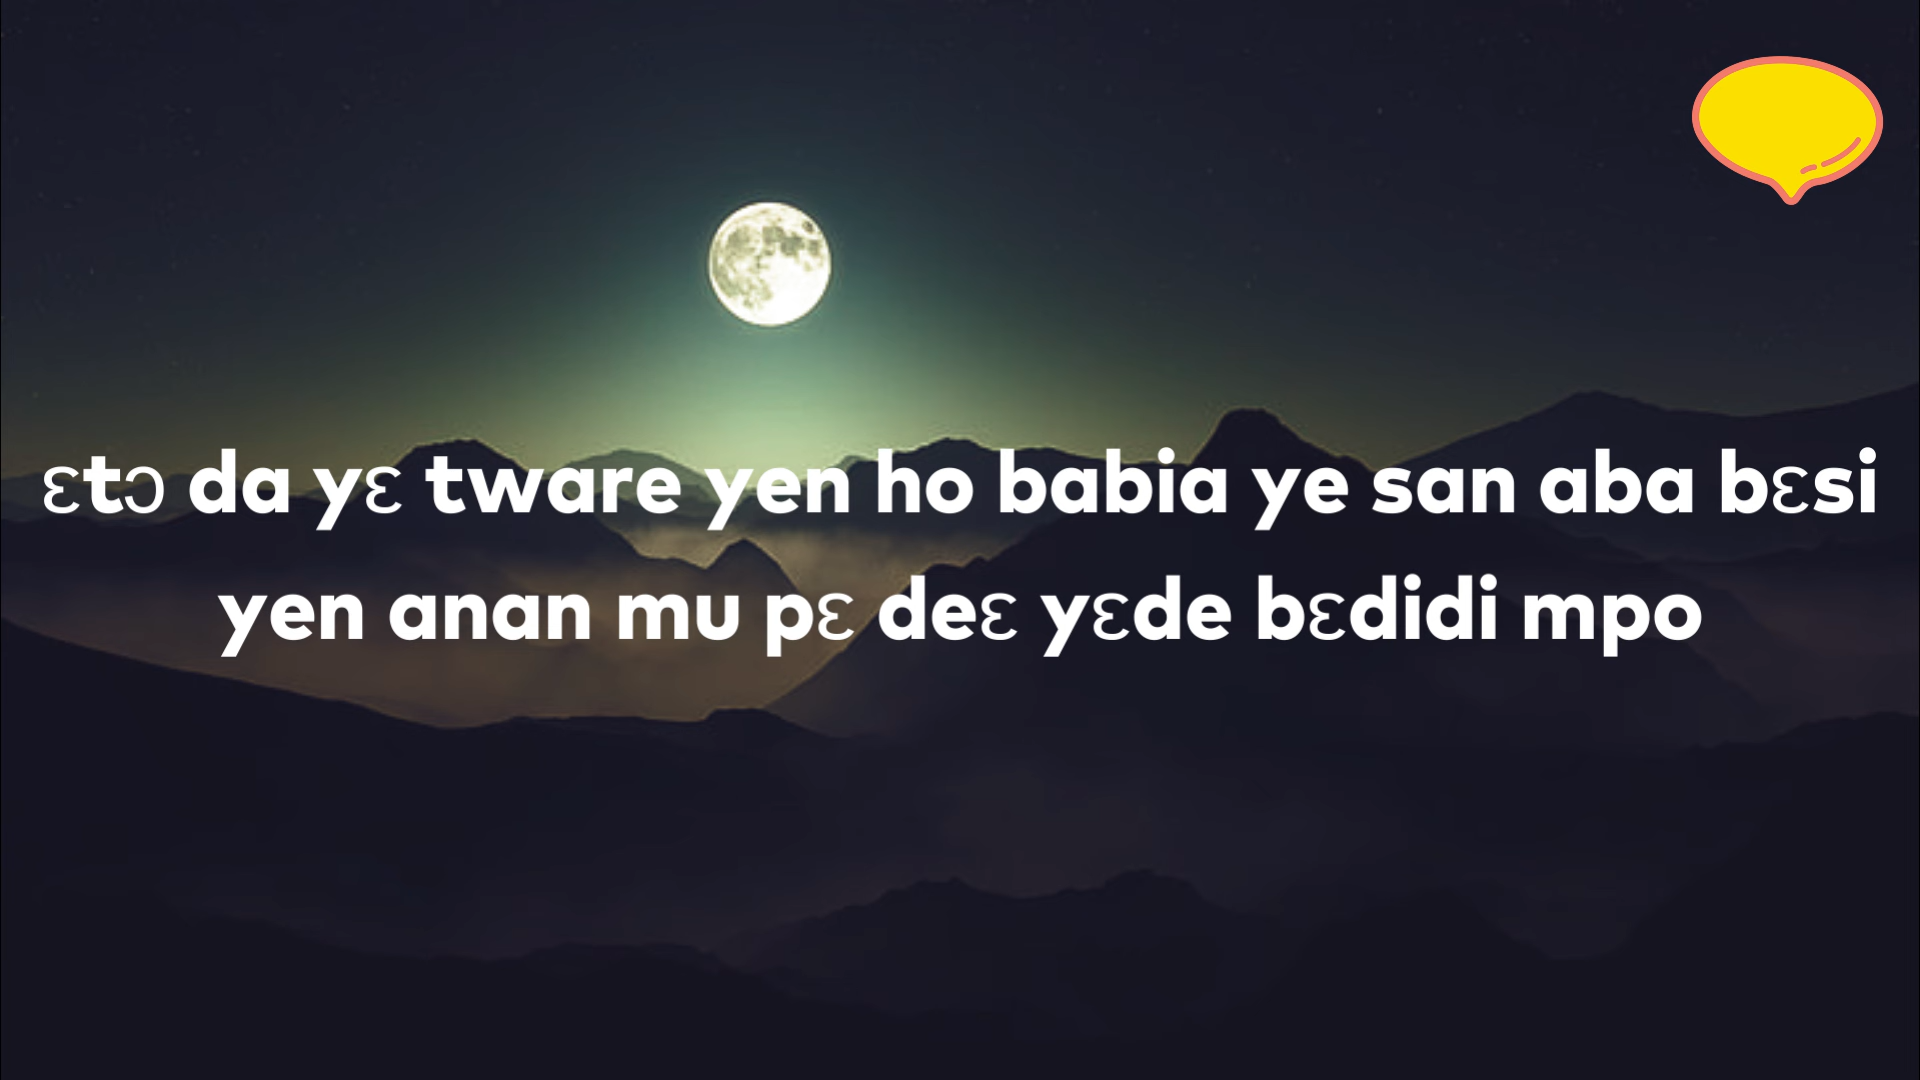 ɛtɔ da yɛ tware yen ho babia ye san aba bɛsi
yen anan mu pɛ deɛ yɛde bɛdidi mpo